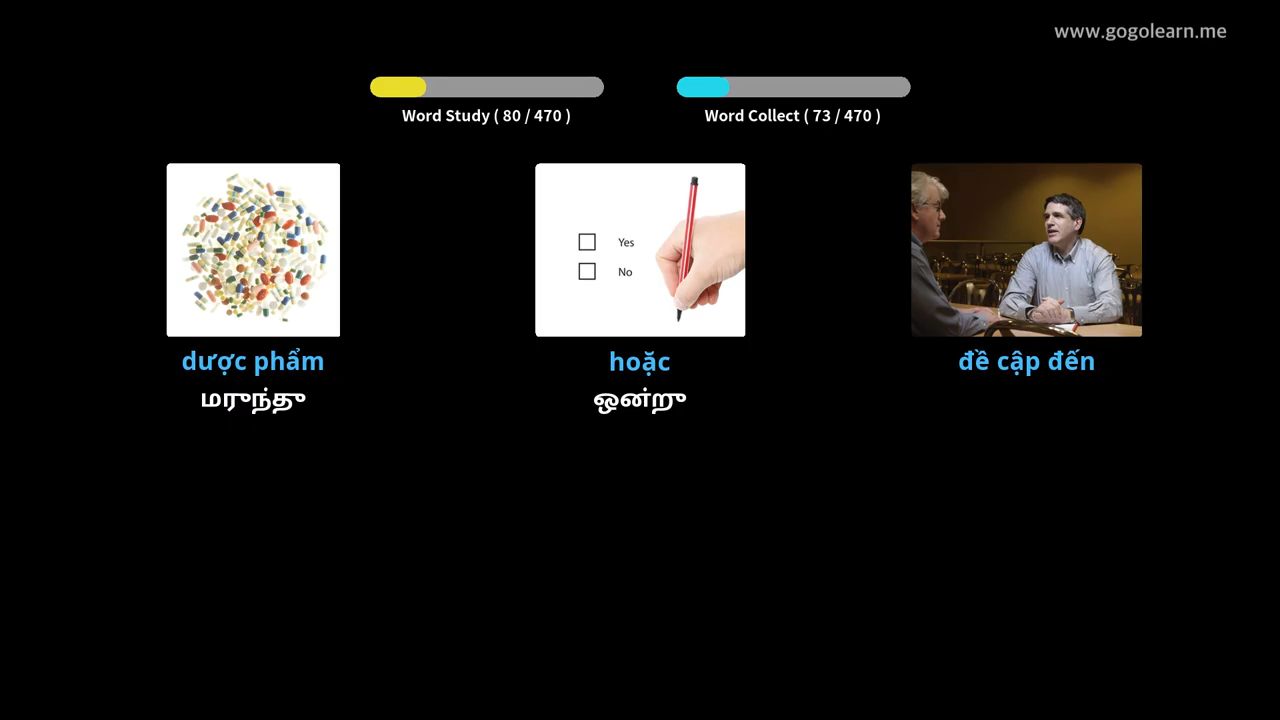 www.gogolearn.me
Word Study ( 80 / 470 )
Word Collect ( 73 / 470 )
Yes
No
dược phẩm
hoặc
đề cập đến
மருந்து
ஒன்று